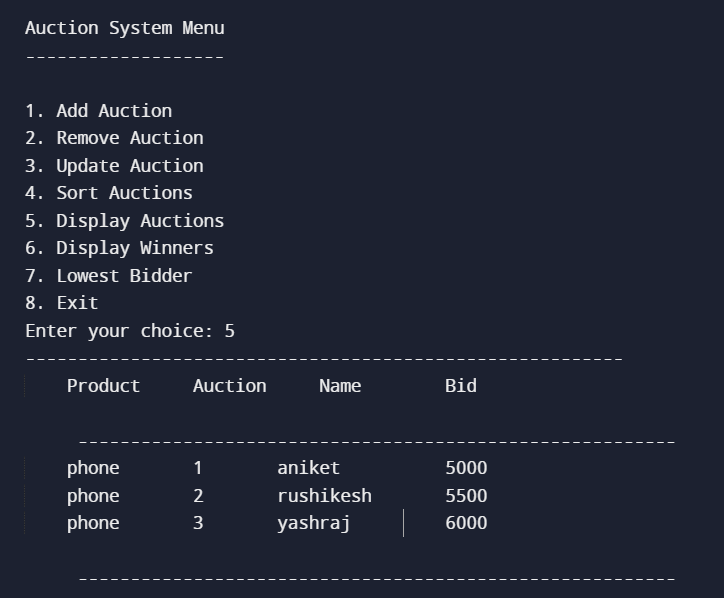 Auction System Menu
-------------------
1. Add Auction
2. Remove Auction
3. Update Auction
4. Sort Auctions
5. Display Auctions
6. Display Winners
7. Lowest Bidder
8. Exit
Enter your choice: 5
---------------------------------------------------------
Product Auction Name Bid
---------------------------------------------------------
phone 1 aniket 5000
phone 2 rushikesh 5500
phone 3 yashraj 6000
---------------------------------------------------------